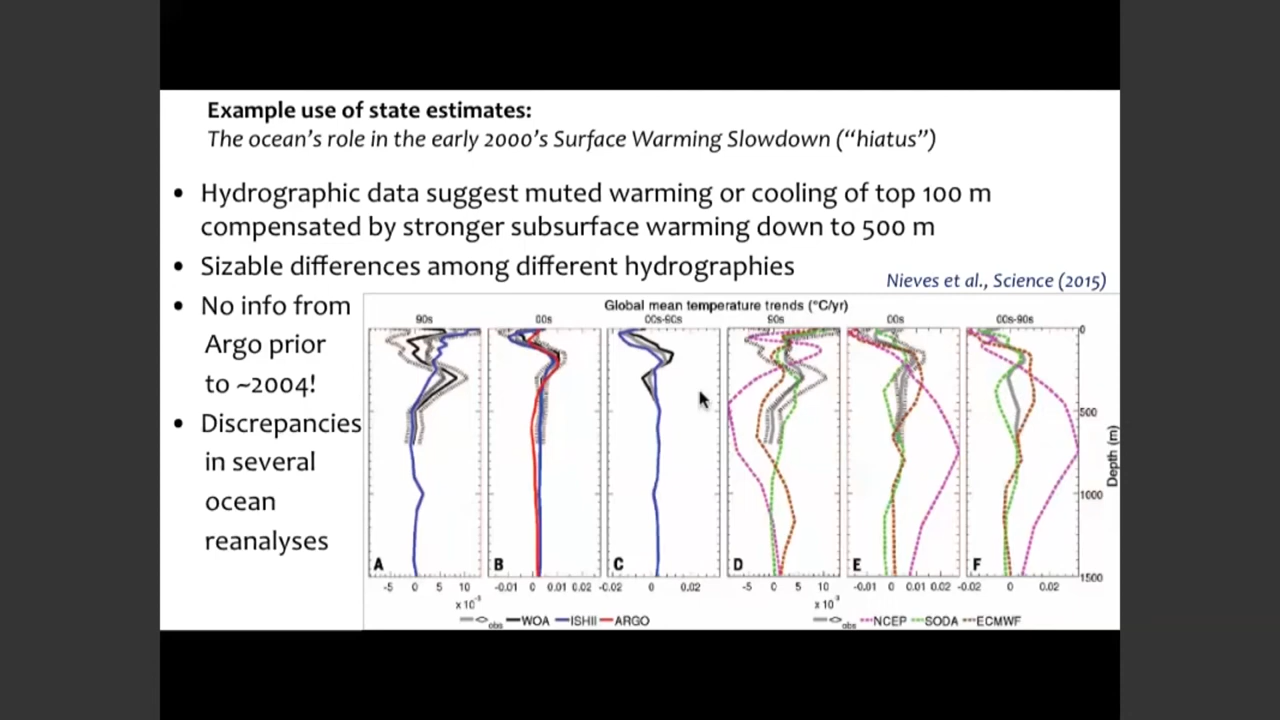 Example use of state estimates:
The ocean's role in the early 2000's Surface Warming Slowdown ("hiatus")
• Hydrographic data suggest muted warming or cooling of top 100 m
compensated by stronger subsurface warming down to 500 m
• Sizable differences among different hydrographies
Nieves et al., Science (2015)
• No info from
Argo prior
to ~2004!
• Discrepancies
in several
ocean
reanalyses
Global mean temperature trends (°C/yr)
90s 00s 00s-90s 90s 00s 00s-90s
0
500
Depth (m)
1000
1500
A B C D E F
-5 0 5 10 -0.01 0 0.01 0.02 -0.02 0 0.02 -5 0 5 10 -0.01 0 0.01 0.02 -0.02 0 0.02
x 10 x 10
obs WOA ISHII ARGO obs NCEP SODA ECMWF